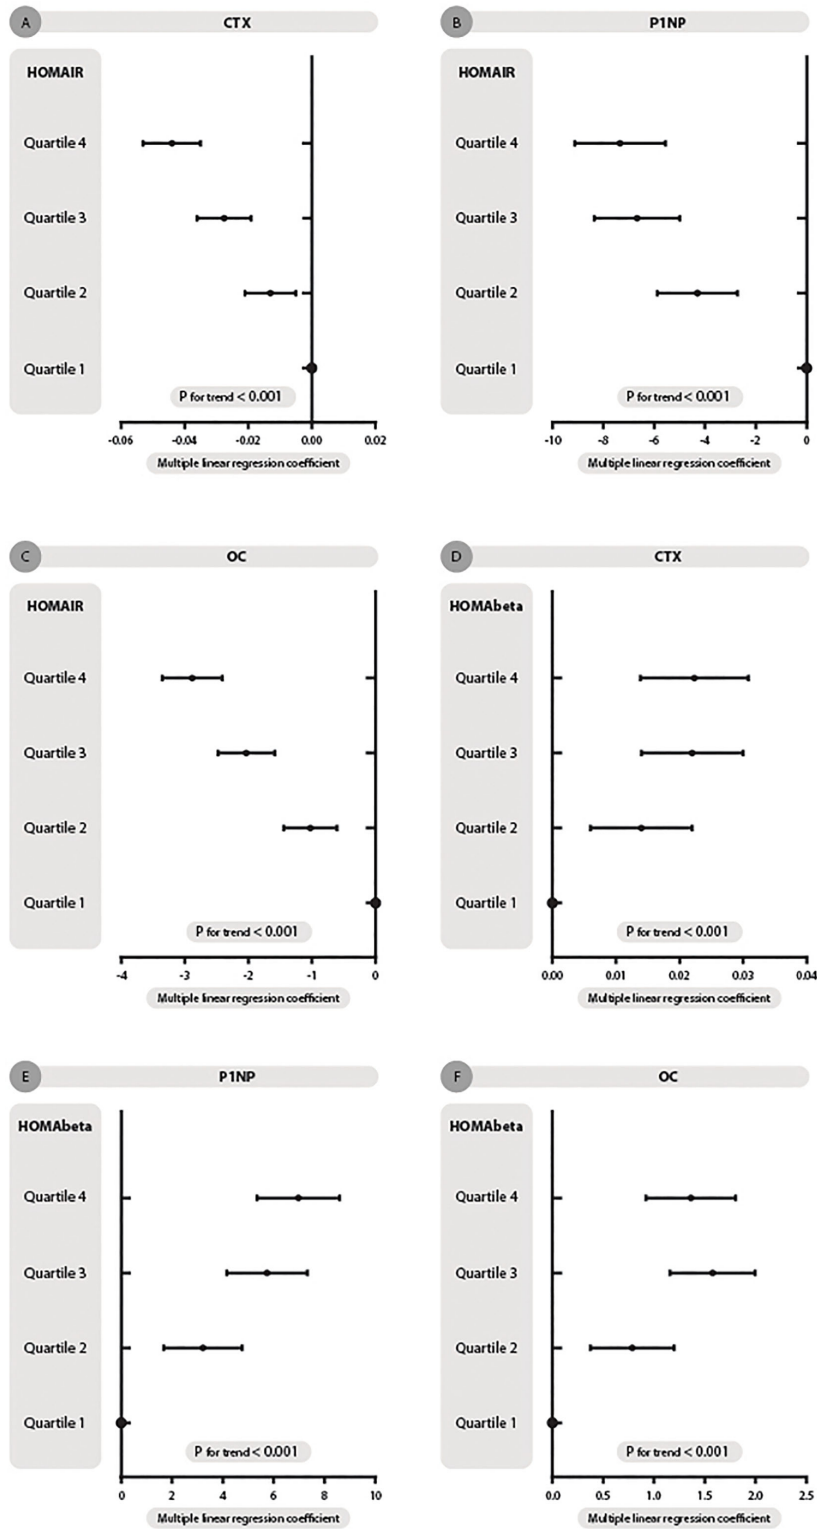 A CTX
HOMAIR
Quartile 4
Quartile 3
Quartile 2
Quartile 1
P for trend < 0.001
-0.06 -0.04 -0.02 0.00 0.02
Multiple linear regression coefficient
B P1NP
HOMAIR
Quartile 4
Quartile 3
Quartile 2
Quartile 1
P for trend < 0.001
-10 -8 -6 -4 -2 0
Multiple linear regression coefficient
C OC
HOMAIR
Quartile 4
Quartile 3
Quartile 2
Quartile 1
P for trend < 0.001
-4 -3 -2 -1 0
Multiple linear regression coefficient
D CTX
HOMAbeta
Quartile 4
Quartile 3
Quartile 2
Quartile 1
P for trend < 0.001
0.00 0.01 0.02 0.03 0.04
Multiple linear regression coefficient
E P1NP
HOMAbeta
Quartile 4
Quartile 3
Quartile 2
Quartile 1
P for trend < 0.001
0 2 4 6 8 10
Multiple linear regression coefficient
F OC
HOMAbeta
Quartile 4
Quartile 3
Quartile 2
Quartile 1
P for trend < 0.001
0.0 0.5 1.0 1.5 2.0 2.5
Multiple linear regression coefficient